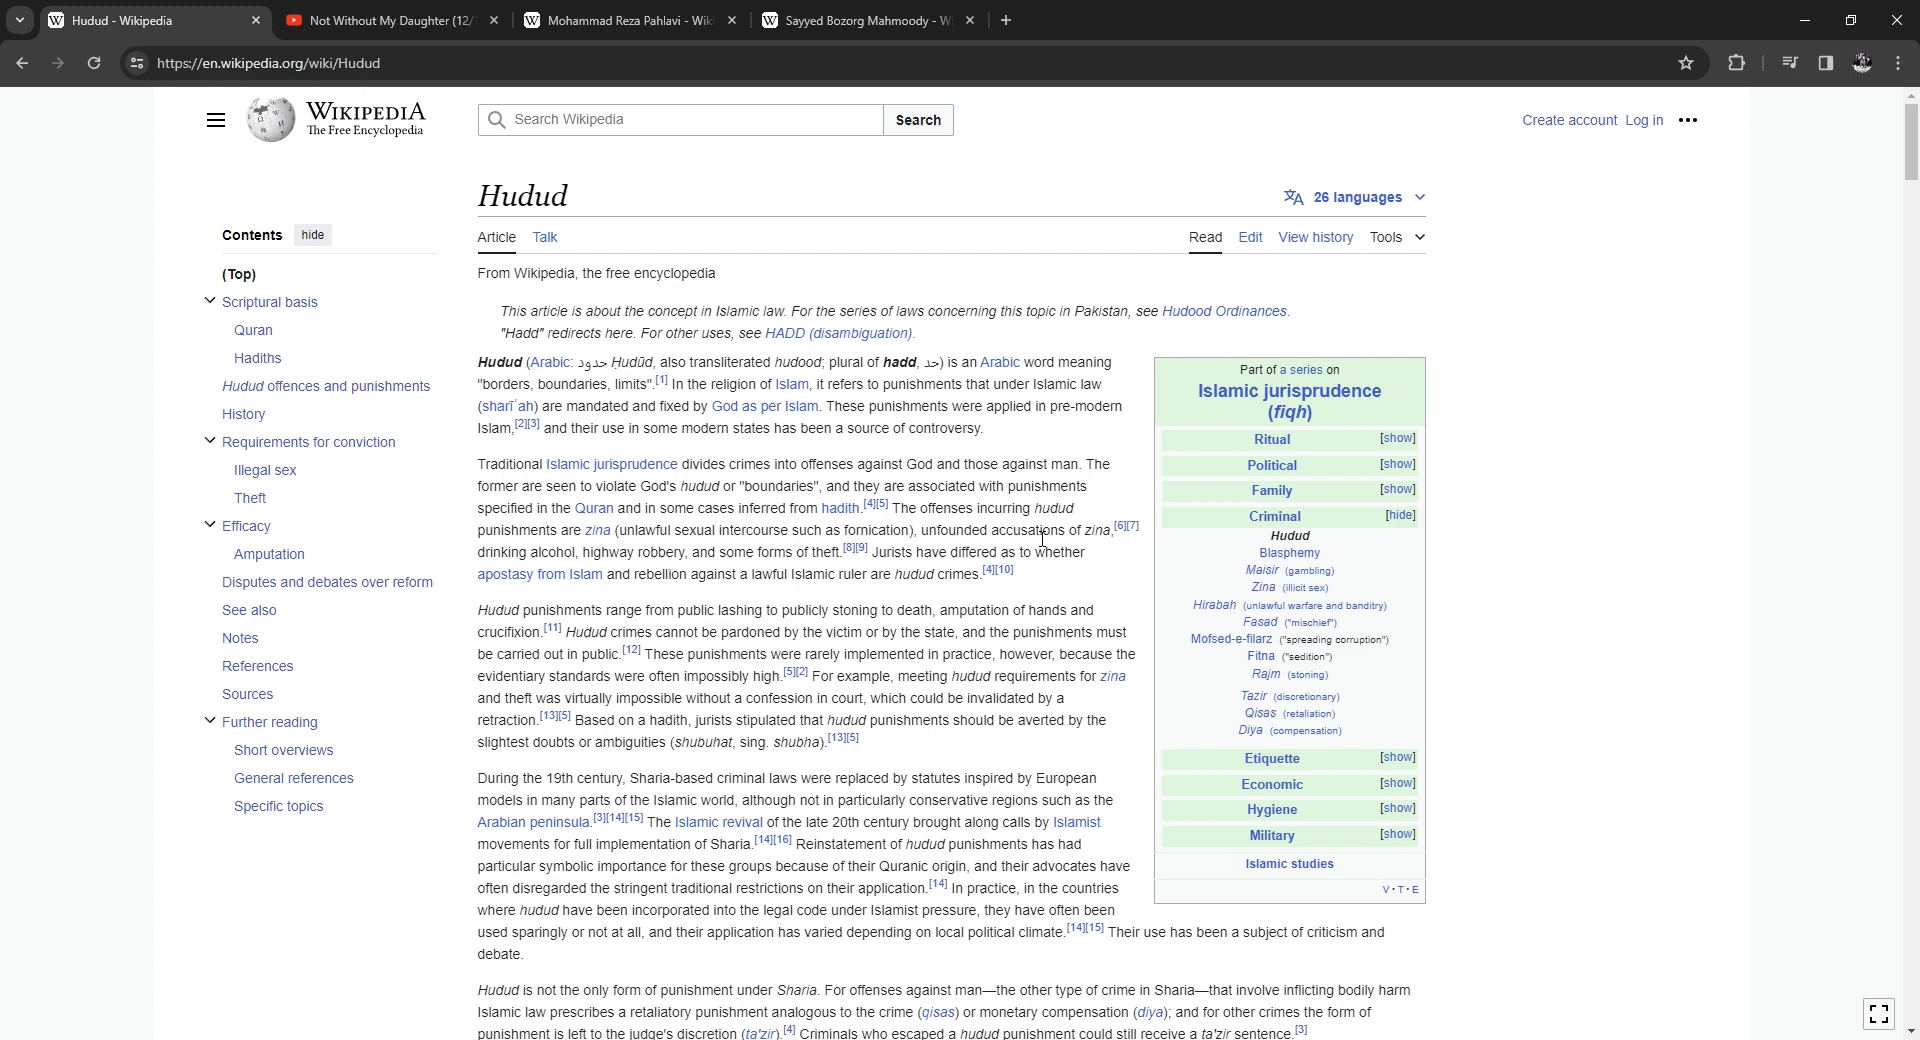 Hudud - Wikipedia
Not Without My Daughter (12/
Mohammad Reza Pahlavi - Wik
Sayyed Bozorg Mahmoody - W
https://en.wikipedia.org/wiki/Hudud
WIKIPEDIA
The Free Encyclopedia
Search Wikipedia
Search
Create account Log in
Hudud
26 languages
Contents hide
Article Talk
Read Edit View history Tools
From Wikipedia, the free encyclopedia
(Top)
Scriptural basis
Quran
Hadiths
Hudud offences and punishments
History
Requirements for conviction
Illegal sex
Theft
Efficacy
Amputation
Disputes and debates over reform
See also
Notes
References
Sources
Further reading
Short overviews
General references
Specific topics
This article is about the concept in Islamic law. For the series of laws concerning this topic in Pakistan, see Hudood Ordinances.
"Hadd" redirects here. For other uses, see HADD (disambiguation).
Hudud (Arabic: حدود Ḥudūd, also transliterated hudood; plural of hadd, حد) is an Arabic word meaning
"borders, boundaries, limits".[1] In the religion of Islam, it refers to punishments that under Islamic law
(sharīʿah) are mandated and fixed by God as per Islam. These punishments were applied in pre-modern
Islam,[2][3] and their use in some modern states has been a source of controversy.
Traditional Islamic jurisprudence divides crimes into offenses against God and those against man. The
former are seen to violate God's hudud or "boundaries", and they are associated with punishments
specified in the Quran and in some cases inferred from hadith.[4][5] The offenses incurring hudud
punishments are zina (unlawful sexual intercourse such as fornication), unfounded accusations of zina,[6][7]
drinking alcohol, highway robbery, and some forms of theft.[8][9] Jurists have differed as to whether
apostasy from Islam and rebellion against a lawful Islamic ruler are hudud crimes.[4][10]
Hudud punishments range from public lashing to publicly stoning to death, amputation of hands and
crucifixion.[11] Hudud crimes cannot be pardoned by the victim or by the state, and the punishments must
be carried out in public.[12] These punishments were rarely implemented in practice, however, because the
evidentiary standards were often impossibly high.[5][2] For example, meeting hudud requirements for zina
and theft was virtually impossible without a confession in court, which could be invalidated by a
retraction.[13][5] Based on a hadith, jurists stipulated that hudud punishments should be averted by the
slightest doubts or ambiguities (shubuhat, sing. shubha).[13][5]
During the 19th century, Sharia-based criminal laws were replaced by statutes inspired by European
models in many parts of the Islamic world, although not in particularly conservative regions such as the
Arabian peninsula.[3][14][15] The Islamic revival of the late 20th century brought along calls by Islamist
movements for full implementation of Sharia.[14][16] Reinstatement of hudud punishments has had
particular symbolic importance for these groups because of their Quranic origin, and their advocates have
often disregarded the stringent traditional restrictions on their application.[14] In practice, in the countries
where hudud have been incorporated into the legal code under Islamist pressure, they have often been
used sparingly or not at all, and their application has varied depending on local political climate.[14][15] Their use has been a subject of criticism and
debate.
Hudud is not the only form of punishment under Sharia. For offenses against man—the other type of crime in Sharia—that involve inflicting bodily harm
Islamic law prescribes a retaliatory punishment analogous to the crime (qisas) or monetary compensation (diya); and for other crimes the form of
punishment is left to the judge's discretion (ta'zir).[4] Criminals who escaped a hudud punishment could still receive a ta'zir sentence.[3]
Part of a series on
Islamic jurisprudence
(fiqh)
Ritual [show]
Political [show]
Family [show]
Criminal [hide]
Hudud
Blasphemy
Maisir (gambling)
Zina (illicit sex)
Hirabah (unlawful warfare and banditry)
Fasad ("mischief")
Mofsed-e-filarz ("spreading corruption")
Fitna ("sedition")
Rajm (stoning)
Tazir (discretionary)
Qisas (retaliation)
Diya (compensation)
Etiquette [show]
Economic [show]
Hygiene [show]
Military [show]
Islamic studies
V·T·E